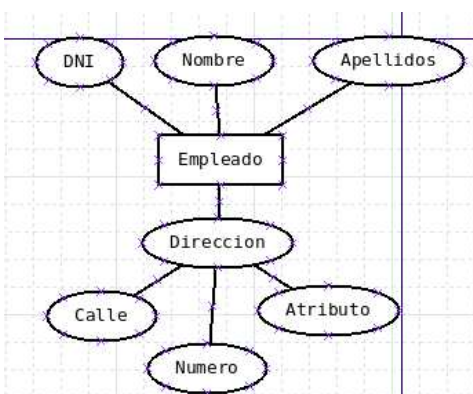 DNI
Nombre
Apellidos
Empleado
Direccion
Calle
Atributo
Numero